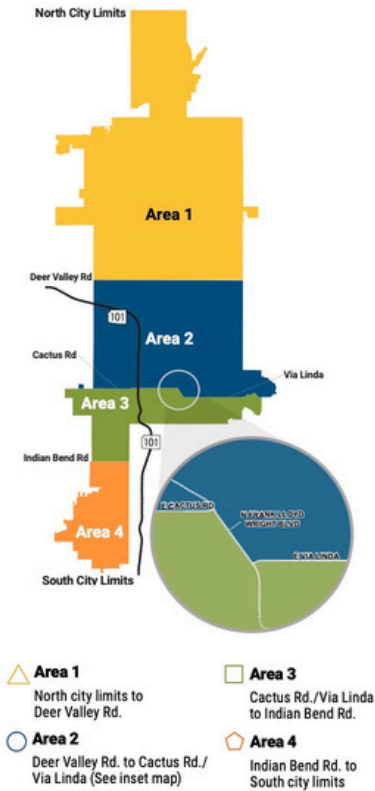 North City Limits
Area 1
Deer Valley Rd
101
Area 2
Cactus Rd
Via Linda
Area 3
101
Indian Bend Rd
E CACTUS RD
N FRANK LLOYD
WRIGHT BLVD
E VIA LINDA
Area 4
South City Limits
Area 1
North city limits to
Deer Valley Rd.
Area 2
Deer Valley Rd. to Cactus Rd./
Via Linda (See inset map)
Area 3
Cactus Rd./Via Linda
to Indian Bend Rd.
Area 4
Indian Bend Rd. to
South city limits